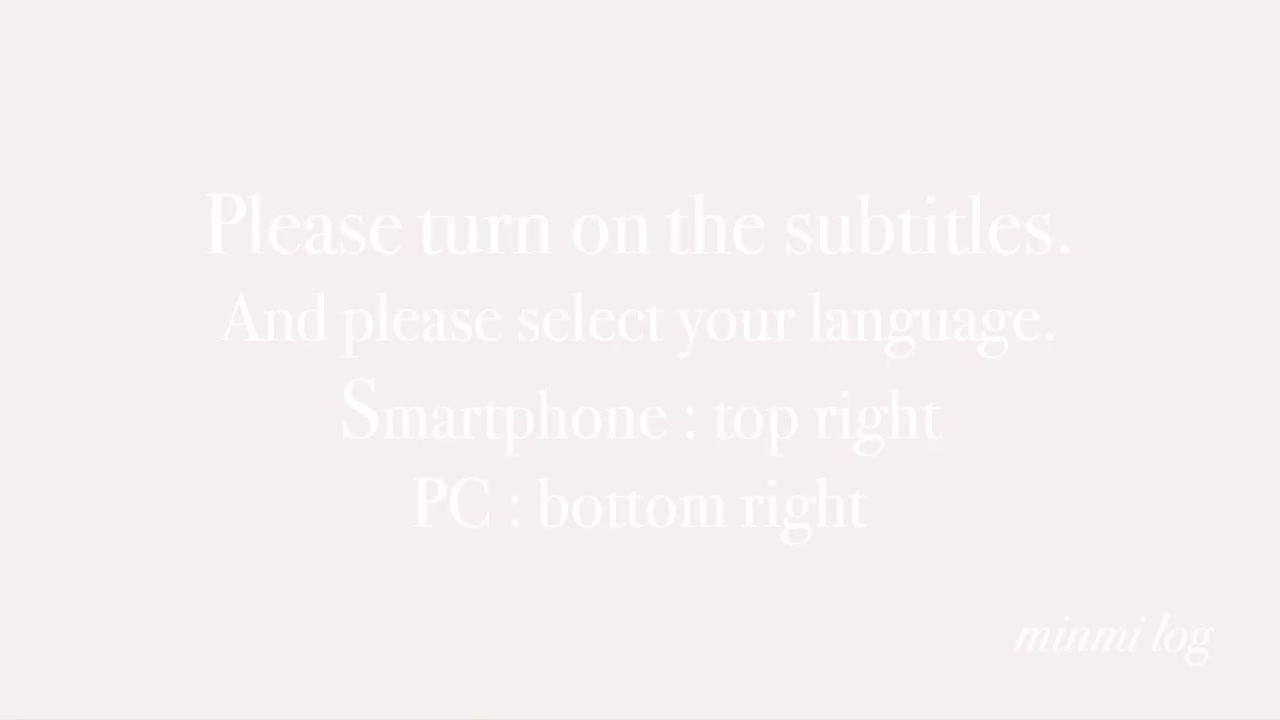 Please turn on the subtitles.
And please select your language.
Smartphone : top right
PC : bottom right
minmi log